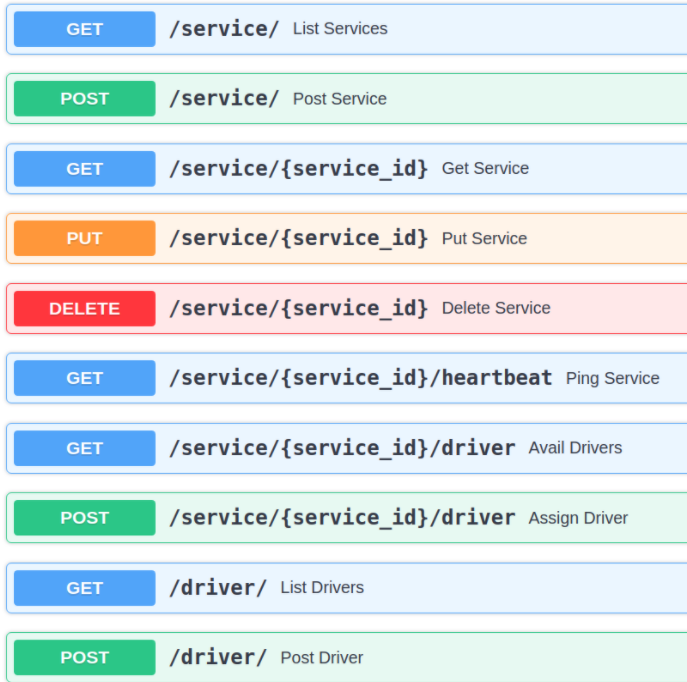 GET /service/ List Services
POST /service/ Post Service
GET /service/{service_id} Get Service
PUT /service/{service_id} Put Service
DELETE /service/{service_id} Delete Service
GET /service/{service_id}/heartbeat Ping Service
GET /service/{service_id}/driver Avail Drivers
POST /service/{service_id}/driver Assign Driver
GET /driver/ List Drivers
POST /driver/ Post Driver